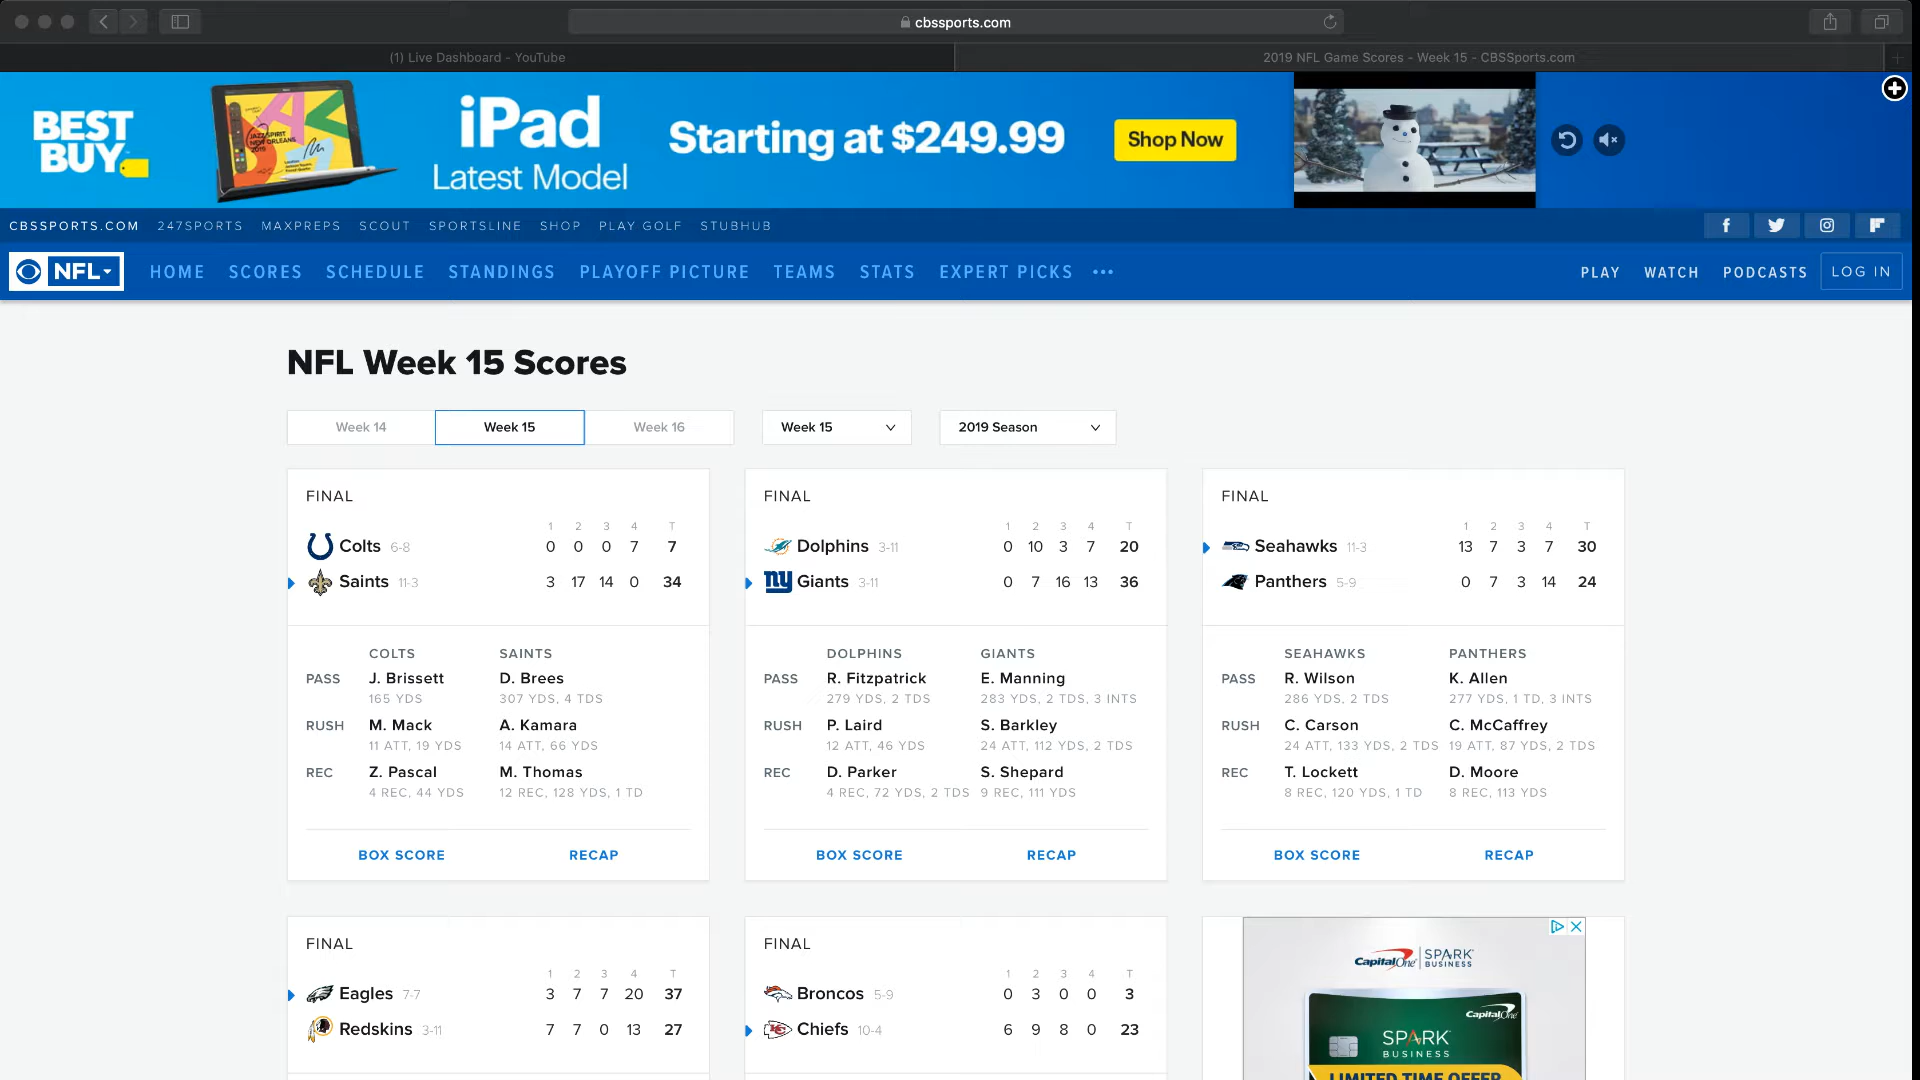 cbssports.com
(1) Live Dashboard - YouTube
2019 NFL Game Scores - Week 15 - CBSSports.com
BEST BUY
iPad
Latest Model
Starting at $249.99
Shop Now
CBSSPORTS.COM 247SPORTS MAXPREPS SCOUT SPORTSLINE SHOP PLAY GOLF STUBHUB
NFL HOME SCORES SCHEDULE STANDINGS PLAYOFF PICTURE TEAMS STATS EXPERT PICKS ••• PLAY WATCH PODCASTS LOG IN
NFL Week 15 Scores
Week 14 Week 15 Week 16 Week 15 2019 Season
FINAL
1 2 3 4 T
Colts 6-8 0 0 0 7 7
Saints 11-3 3 17 14 0 34
COLTS SAINTS
PASS J. Brissett D. Brees
165 YDS 307 YDS, 4 TDS
RUSH M. Mack A. Kamara
11 ATT, 19 YDS 14 ATT, 66 YDS
REC Z. Pascal M. Thomas
4 REC, 44 YDS 12 REC, 128 YDS, 1 TD
BOX SCORE RECAP
FINAL
1 2 3 4 T
Dolphins 3-11 0 10 3 7 20
ny Giants 3-11 0 7 16 13 36
DOLPHINS GIANTS
PASS R. Fitzpatrick E. Manning
279 YDS, 2 TDS 283 YDS, 2 TDS, 3 INTS
RUSH P. Laird S. Barkley
12 ATT, 46 YDS 24 ATT, 112 YDS, 2 TDS
REC D. Parker S. Shepard
4 REC, 72 YDS, 2 TDS 9 REC, 111 YDS
BOX SCORE RECAP
FINAL
1 2 3 4 T
Seahawks 11-3 13 7 3 7 30
Panthers 5-9 0 7 3 14 24
SEAHAWKS PANTHERS
PASS R. Wilson K. Allen
286 YDS, 2 TDS 277 YDS, 1 TD, 3 INTS
RUSH C. Carson C. McCaffrey
24 ATT, 133 YDS, 2 TDS 19 ATT, 87 YDS, 2 TDS
REC T. Lockett D. Moore
8 REC, 120 YDS, 1 TD 8 REC, 113 YDS
BOX SCORE RECAP
FINAL
1 2 3 4 T
Eagles 7-7 3 7 7 20 37
Redskins 3-11 7 7 0 13 27
FINAL
1 2 3 4 T
Broncos 5-9 0 3 0 0 3
Chiefs 10-4 6 9 8 0 23
Capital One SPARK BUSINESS
Capital One
SPARK
BUSINESS
LIMITED TIME OFFER